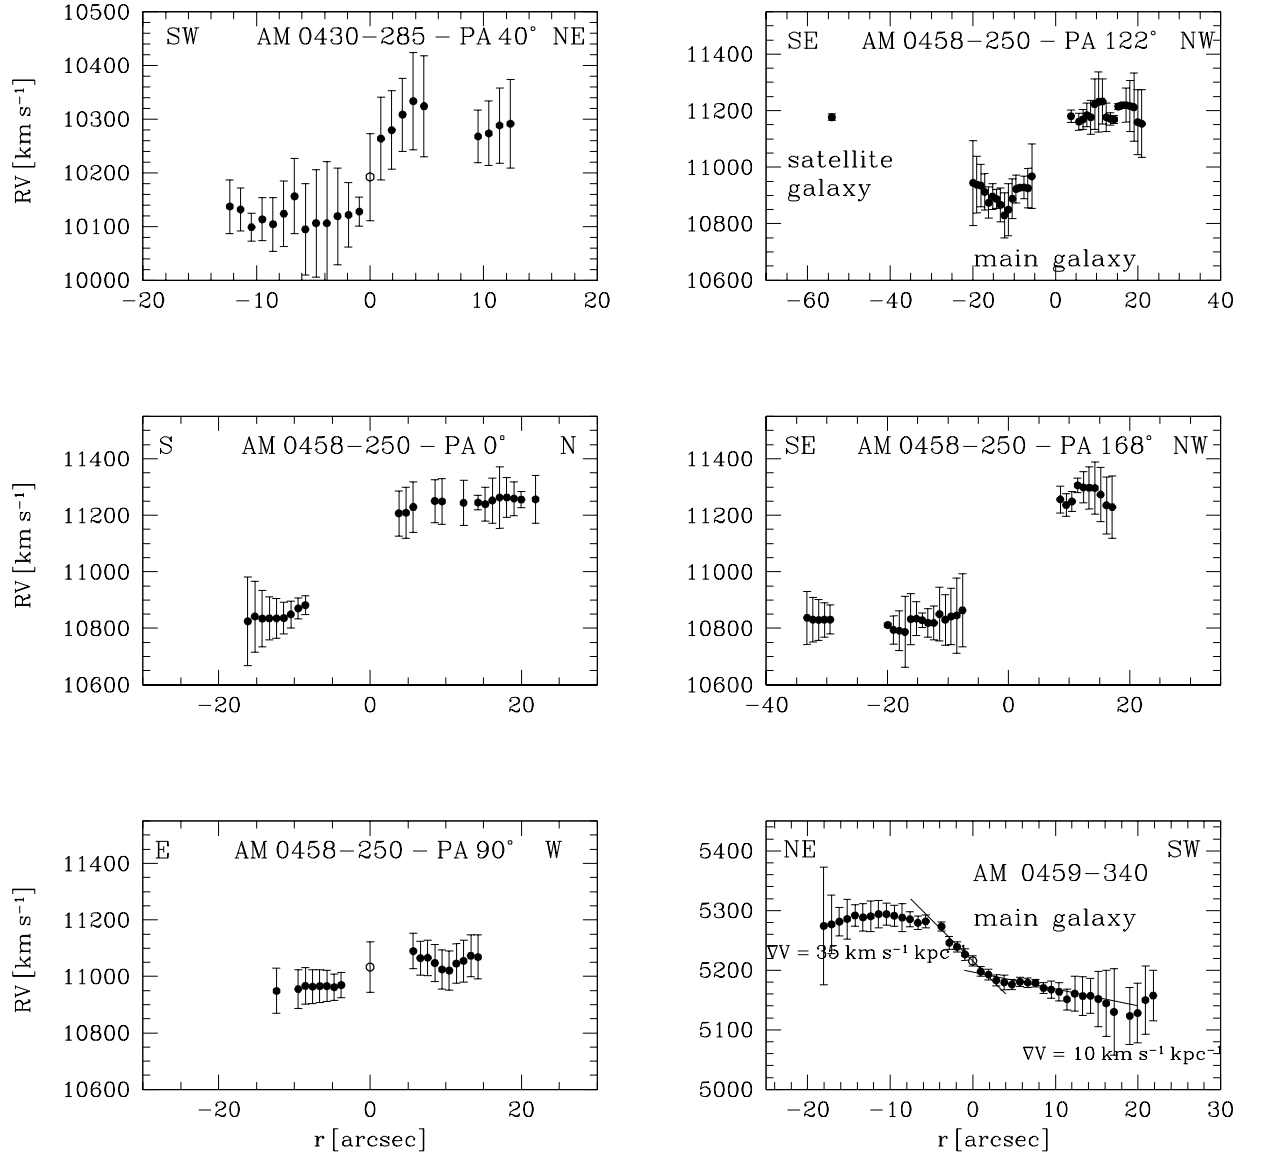 SW AM 0430−285 − PA 40° NE
RV [km s⁻¹]
10500
10400
10300
10200
10100
10000
−20 −10 0 10 20
SE AM 0458−250 − PA 122° NW
11400
11200
11000
10800
10600
satellite
galaxy
main galaxy
−60 −40 −20 0 20 40
S AM 0458−250 − PA 0° N
RV [km s⁻¹]
11400
11200
11000
10800
10600
−20 0 20
SE AM 0458−250 − PA 168° NW
11400
11200
11000
10800
10600
−40 −20 0 20
E AM 0458−250 − PA 90° W
RV [km s⁻¹]
11400
11200
11000
10800
10600
−20 0 20
r [arcsec]
NE SW
AM 0459−340
main galaxy
5400
5300
5200
5100
5000
∇V = 35 km s⁻¹ kpc⁻¹
∇V = 10 km s⁻¹ kpc⁻¹
−20 −10 0 10 20 30
r [arcsec]